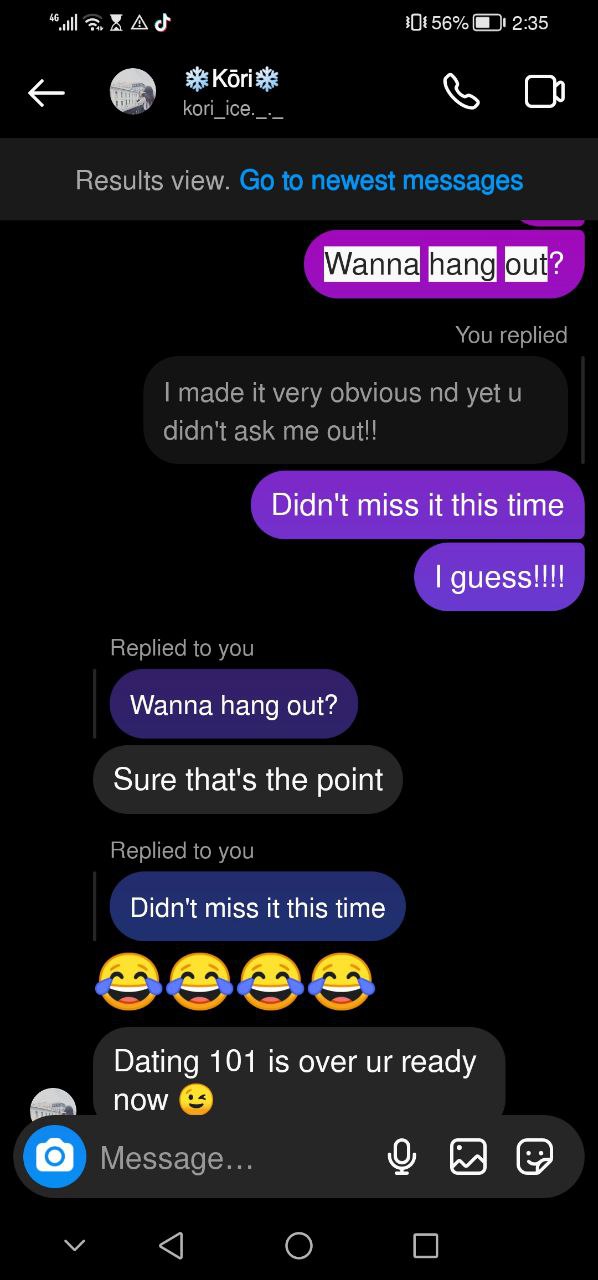 4G 56% 2:35
❄Kōri❄
kori_ice._._
Results view. Go to newest messages
Wanna hang out?
You replied
I made it very obvious nd yet u
didn't ask me out!!
Didn't miss it this time
I guess!!!!
Replied to you
Wanna hang out?
Sure that's the point
Replied to you
Didn't miss it this time
😂😂😂😂
Dating 101 is over ur ready
now 😉
Message...